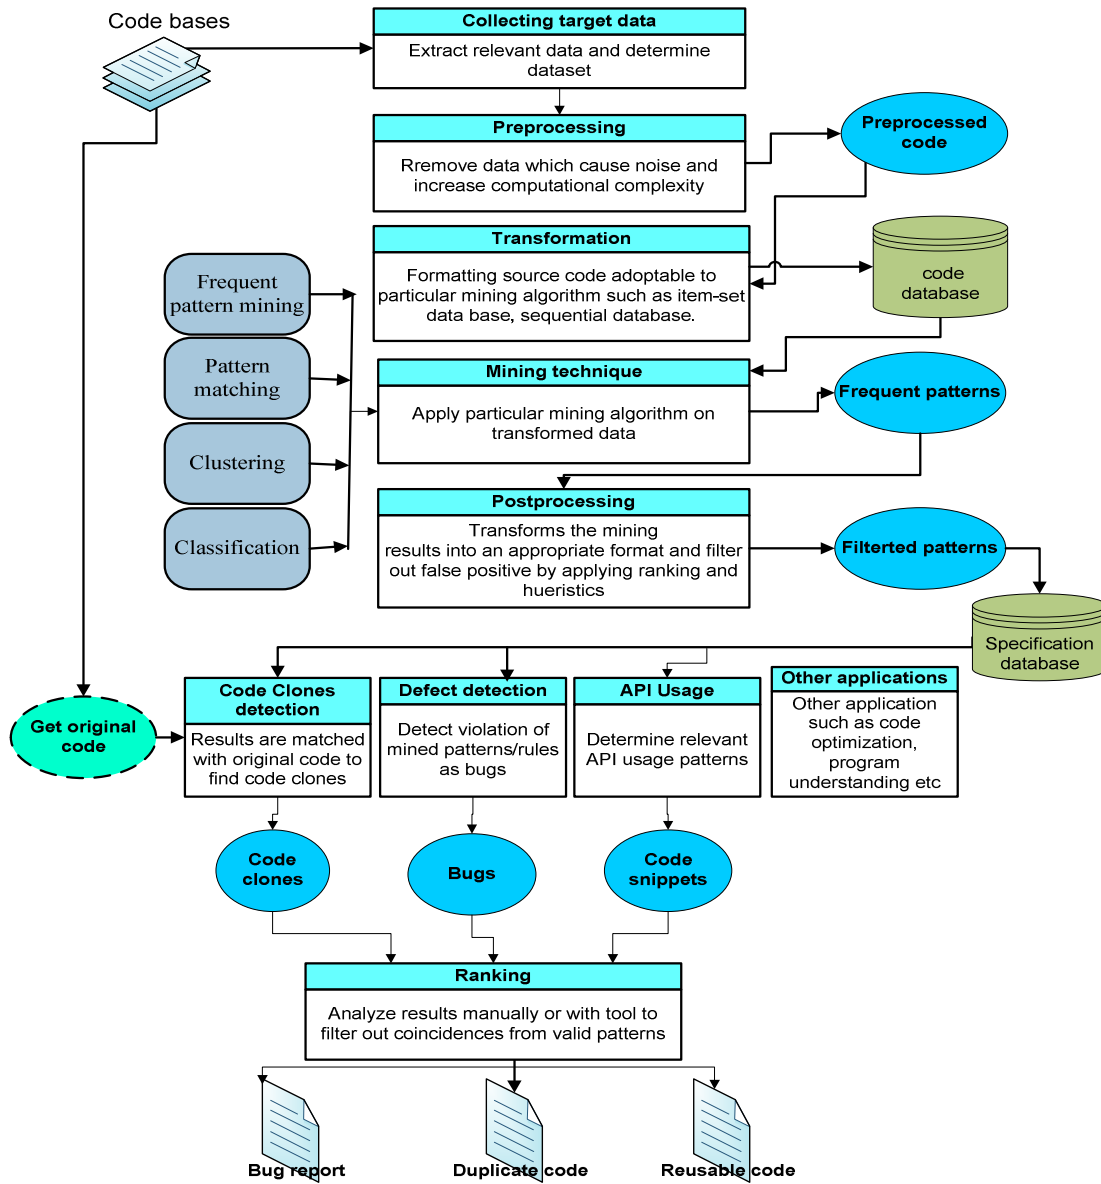 Code bases
Collecting target data
Extract relevant data and determine
dataset
Preprocessing
Rremove data which cause noise and
increase computational complexity
Preprocessed
code
Transformation
Formatting source code adoptable to
particular mining algorithm such as item-set
data base, sequential database.
code
database
Frequent
pattern mining
Pattern
matching
Clustering
Classification
Mining technique
Apply particular mining algorithm on
transformed data
Frequent patterns
Postprocessing
Transforms the mining
results into an appropriate format and filter
out false positive by applying ranking and
hueristics
Filterted patterns
Specification
database
Get original
code
Code Clones
detection
Results are matched
with original code to
find code clones
Defect detection
Detect violation of
mined patterns/rules
as bugs
API Usage
Determine relevant
API usage patterns
Other applications
Other application
such as code
optimization,
program
understanding etc
Code
clones
Bugs
Code
snippets
Ranking
Analyze results manually or with tool to
filter out coincidences from valid patterns
Bug report
Duplicate code
Reusable code